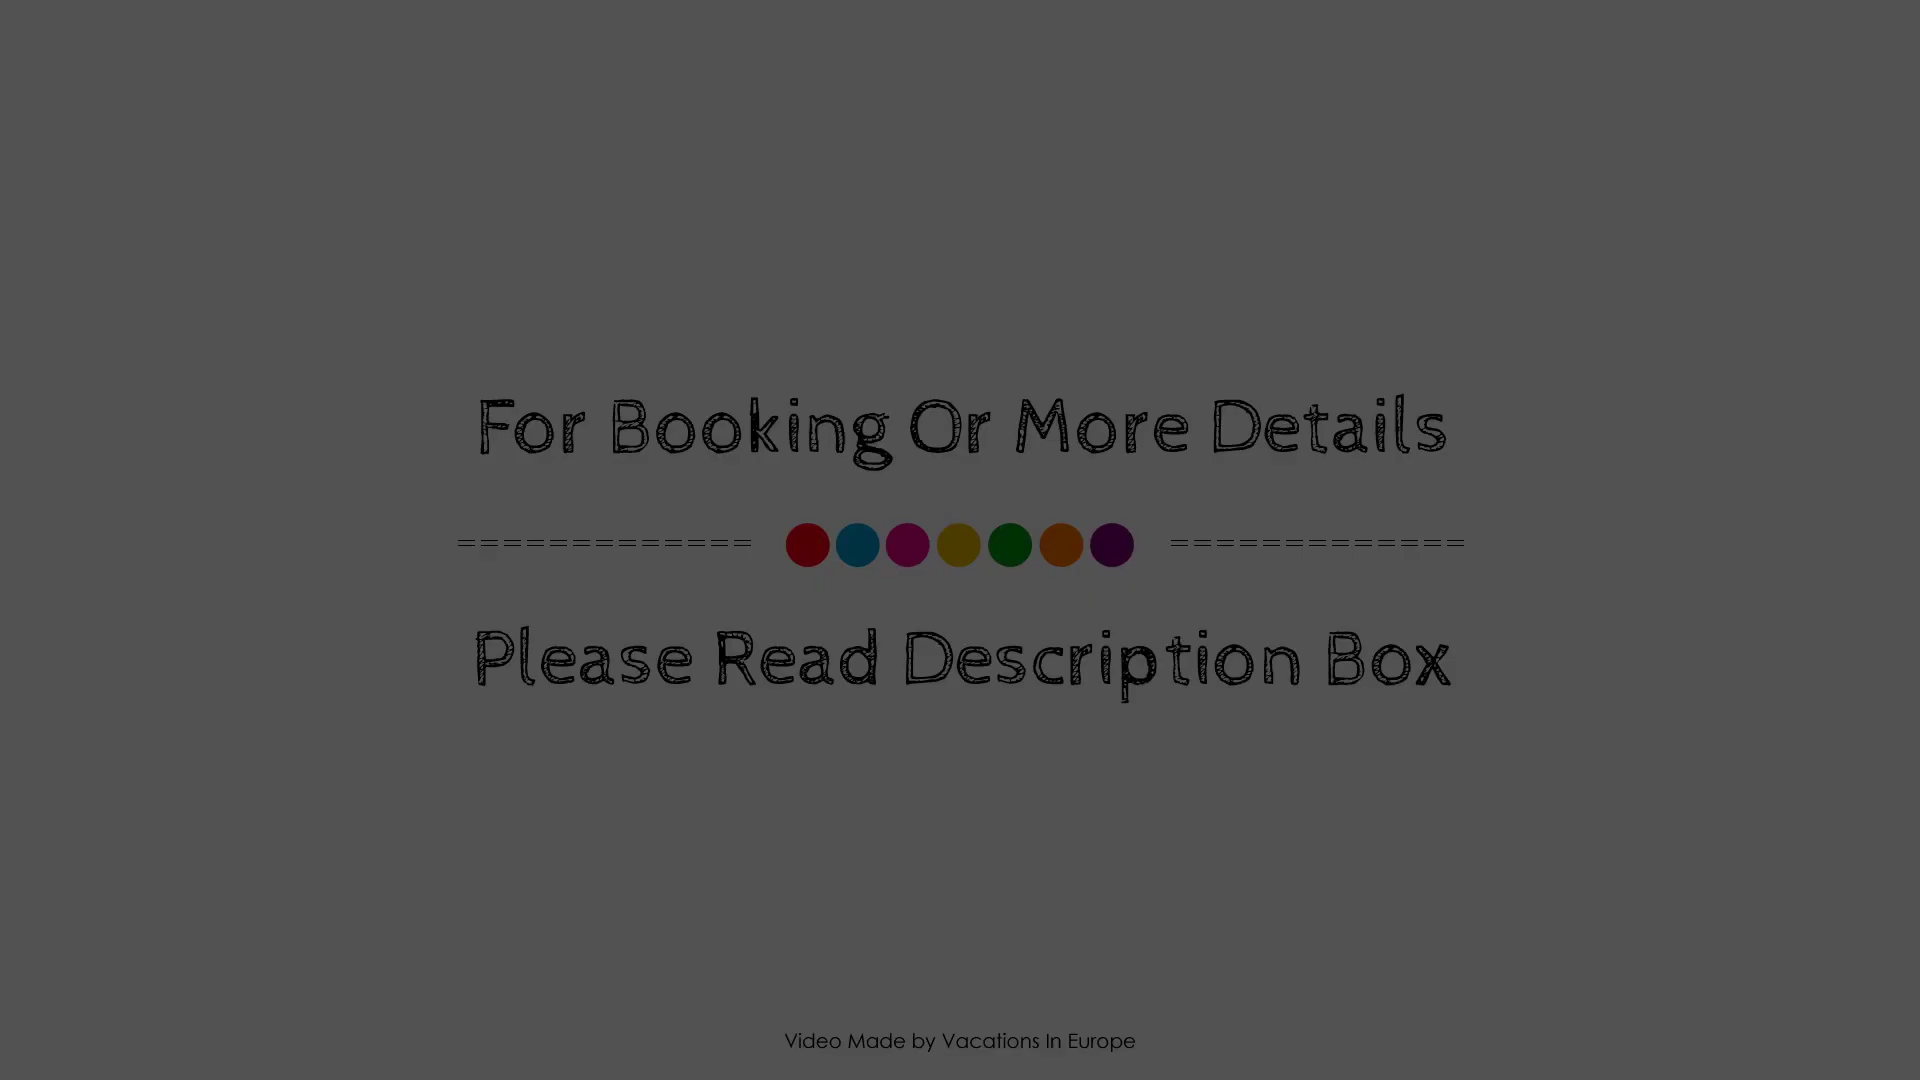 For Booking Or More Details
============= =============
Please Read Description Box
Video Made by Vacations In Europe